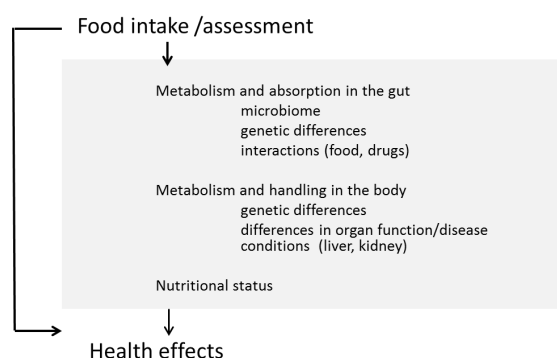 Food intake /assessment
Metabolism and absorption in the gut
microbiome
genetic differences
interactions (food, drugs)
Metabolism and handling in the body
genetic differences
differences in organ function/disease
conditions (liver, kidney)
Nutritional status
Health effects